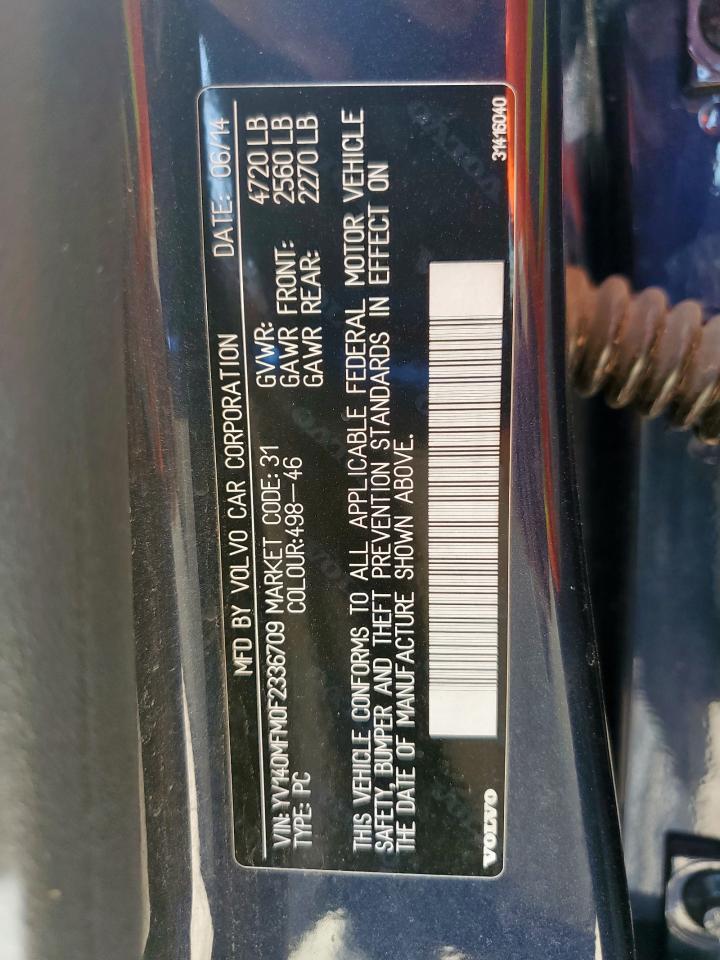 MFD BY VOLVO CAR CORPORATION DATE: 06/14
VIN: YV140MFM0F2336709 MARKET CODE: 31 GVWR: 4720 LB
TYPE: PC COLOUR:498-46 GAWR FRONT: 2560 LB
GAWR REAR: 2270 LB
THIS VEHICLE CONFORMS TO ALL APPLICABLE FEDERAL MOTOR VEHICLE
SAFETY, BUMPER AND THEFT PREVENTION STANDARDS IN EFFECT ON
THE DATE OF MANUFACTURE SHOWN ABOVE.
VOLVO 31416040